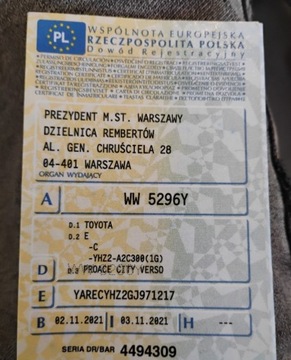 PL
WSPÓLNOTA EUROPEJSKA
RZECZPOSPOLITA POLSKA
Dowód Rejestracyjny
PREZYDENT M.ST. WARSZAWY
DZIELNICA REMBERTÓW
AL. GEN. CHRUŚCIELA 28
04-401 WARSZAWA
ORGAN WYDAJĄCY
A WW 5296Y
D.1 TOYOTA
D.2 E
-C
-YHZ2-A2C300(1G)
D D.3 PROACE CITY VERSO
E YARECYHZ2GJ971217
B 02.11.2021 I 03.11.2021 H ---
SERIA DR/BAR 4494309